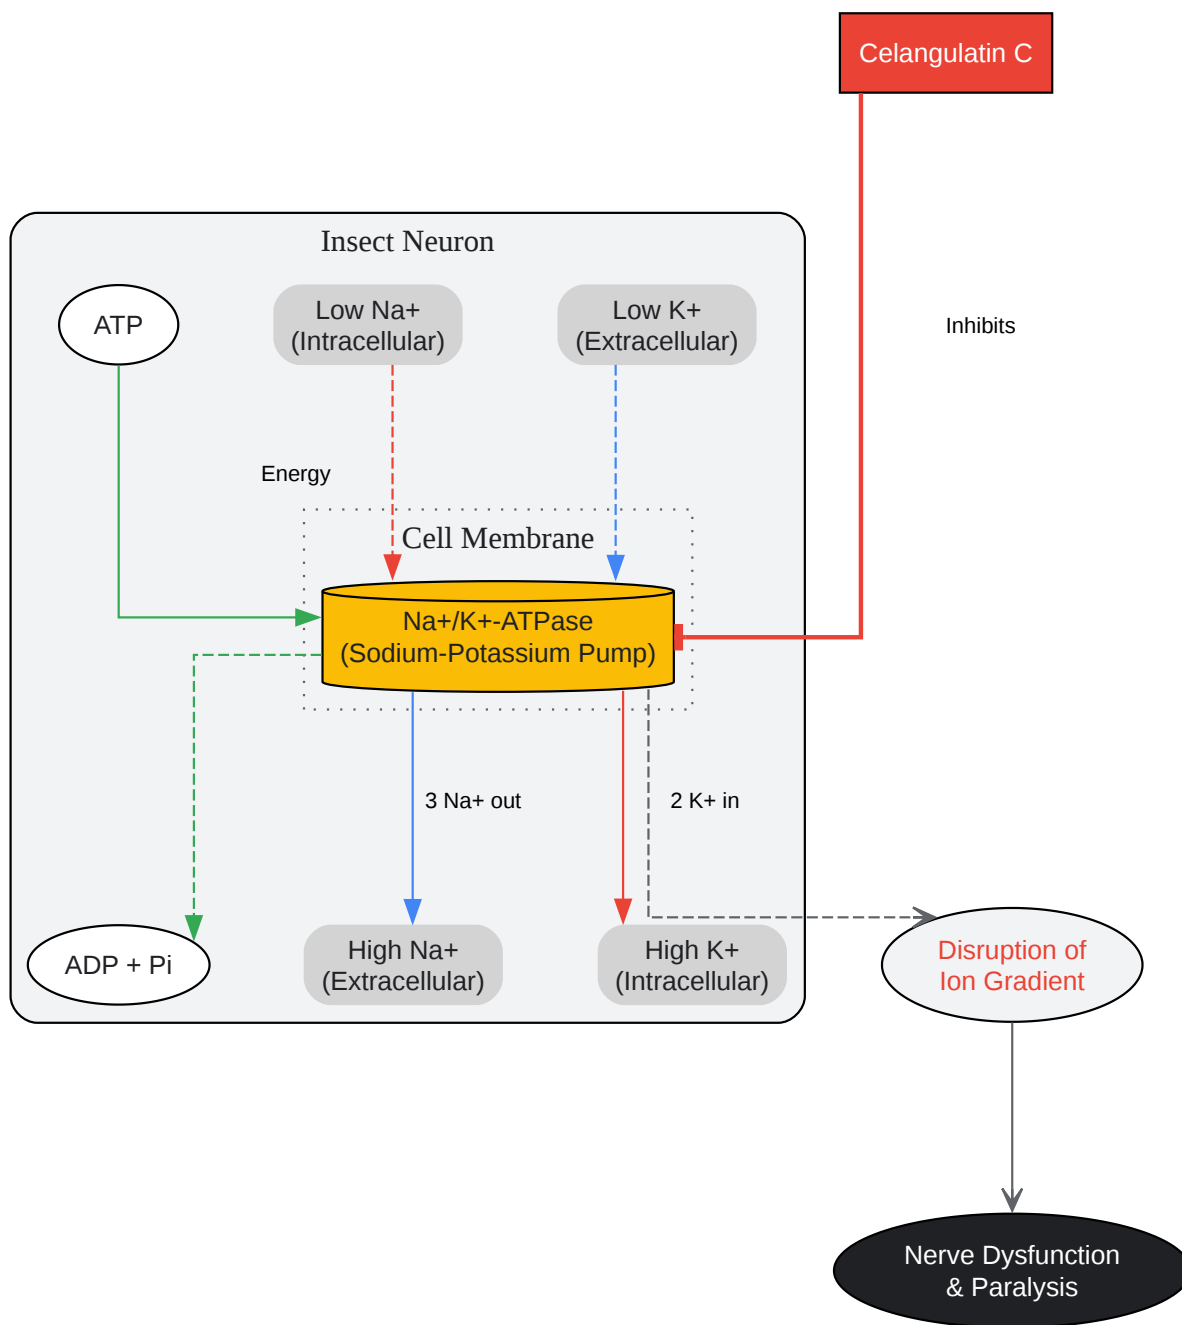 Celangulatin C
Insect Neuron
ATP
Low Na+
(Intracellular)
Low K+
(Extracellular)
Inhibits
Energy
Cell Membrane
Na+/K+-ATPase
(Sodium-Potassium Pump)
3 Na+ out
2 K+ in
ADP + Pi
High Na+
(Extracellular)
High K+
(Intracellular)
Disruption of
Ion Gradient
Nerve Dysfunction
& Paralysis